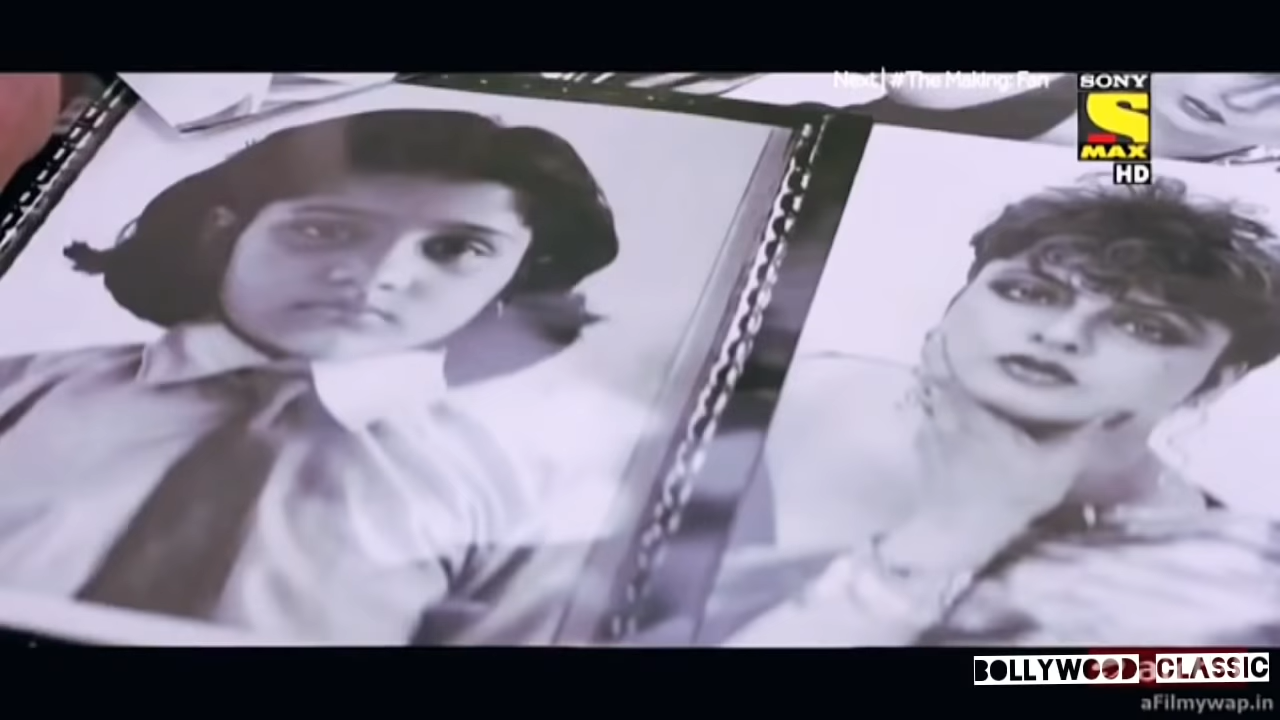 Next | #The Making: Fan
SONY
MAX
HD
BOLLYWOOD CLASSIC
aFilmywap.in